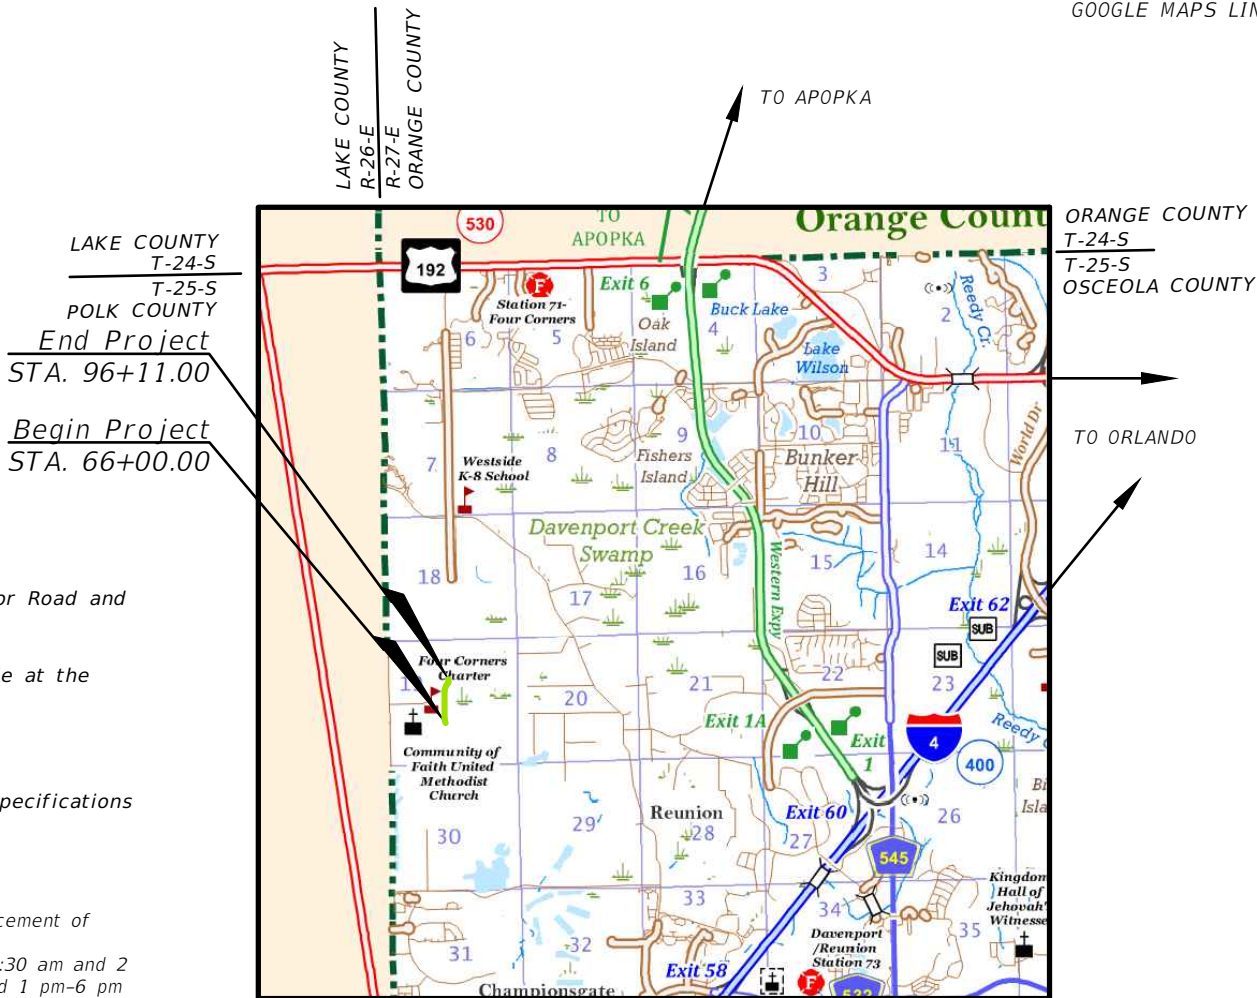 GOOGLE MAPS LIN
LAKE COUNTY
R-26-E
R-27-E
ORANGE COUNTY
TO APOPKA
LAKE COUNTY
T-24-S
T-25-S
POLK COUNTY
ORANGE COUNTY
T-24-S
T-25-S
OSCEOLA COUNTY
End Project
STA. 96+11.00
Begin Project
STA. 66+00.00
TO ORLANDO
or Road and
e at the
pecifications
cement of
:30 am and 2
d 1 pm-6 pm
530
TO
APOPKA
Orange Count
192
F
Station 71-
Four Corners
Exit 6
Oak
Island
Buck Lake
Lake
Wilson
Reedy Cr.
3
2
4
5
6
7
8
9
10
11
Westside
K-8 School
Fishers
Island
Bunker
Hill
World Dr
Davenport Creek
Swamp
Western Expy
18
17
16
15
14
Exit 62
SUB
SUB
Four Corners
Charter
20
21
22
23
Community of
Faith United
Methodist
Church
Exit 1A
Exit
1
4
400
Reedy
Reunion
Exit 60
30
29
28
27
26
545
Kingdom
Hall of
Jehovah'
Witnesse
31
32
33
34
35
Davenport
/Reunion
Station 73
F
Exit 58
Championsgate
532